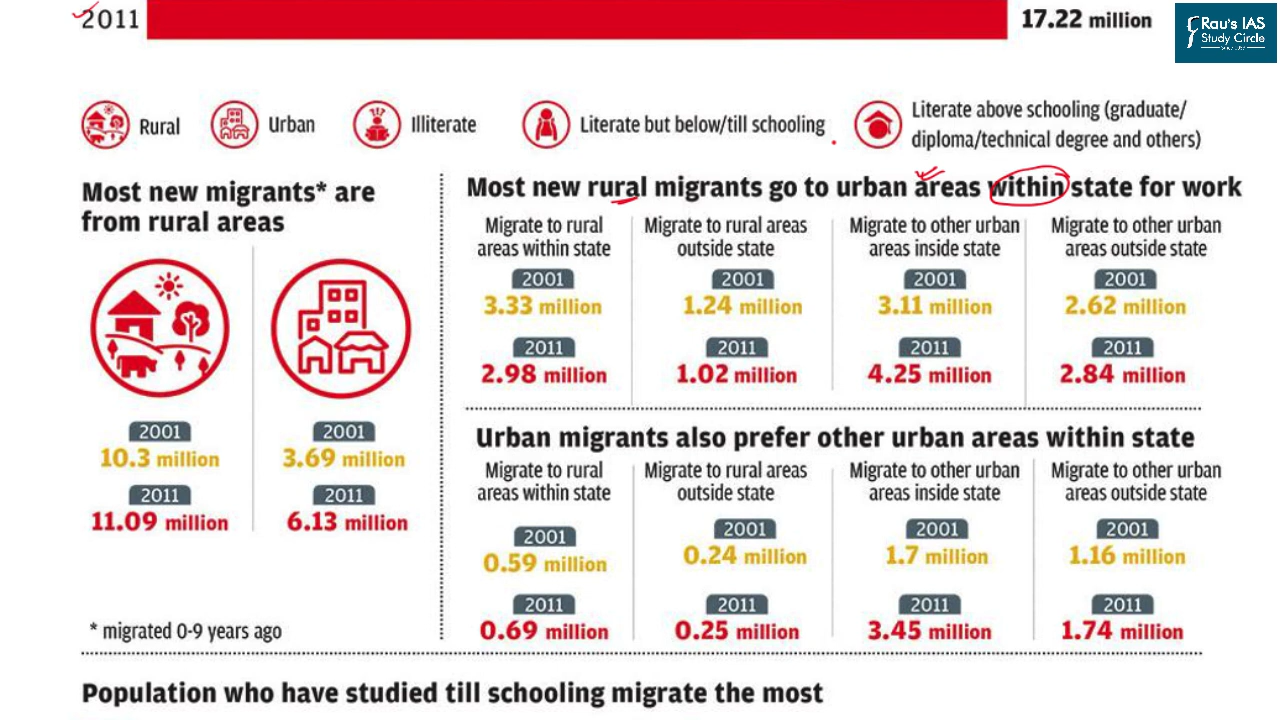 2011
17.22 million
Rau's IAS
Study Circle
Rural
Urban
Illiterate
Literate but below/till schooling
Literate above schooling (graduate/
diploma/technical degree and others)
Most new migrants* are
from rural areas
2001
10.3 million
2011
11.09 million
2001
3.69 million
2011
6.13 million
* migrated 0-9 years ago
Most new rural migrants go to urban areas within state for work
Migrate to rural
areas within state
2001
3.33 million
2011
2.98 million
Migrate to rural areas
outside state
2001
1.24 million
2011
1.02 million
Migrate to other urban
areas inside state
2001
3.11 million
2011
4.25 million
Migrate to other urban
areas outside state
2001
2.62 million
2011
2.84 million
Urban migrants also prefer other urban areas within state
Migrate to rural
areas within state
2001
0.59 million
2011
0.69 million
Migrate to rural areas
outside state
2001
0.24 million
2011
0.25 million
Migrate to other urban
areas inside state
2001
1.7 million
2011
3.45 million
Migrate to other urban
areas outside state
2001
1.16 million
2011
1.74 million
Population who have studied till schooling migrate the most